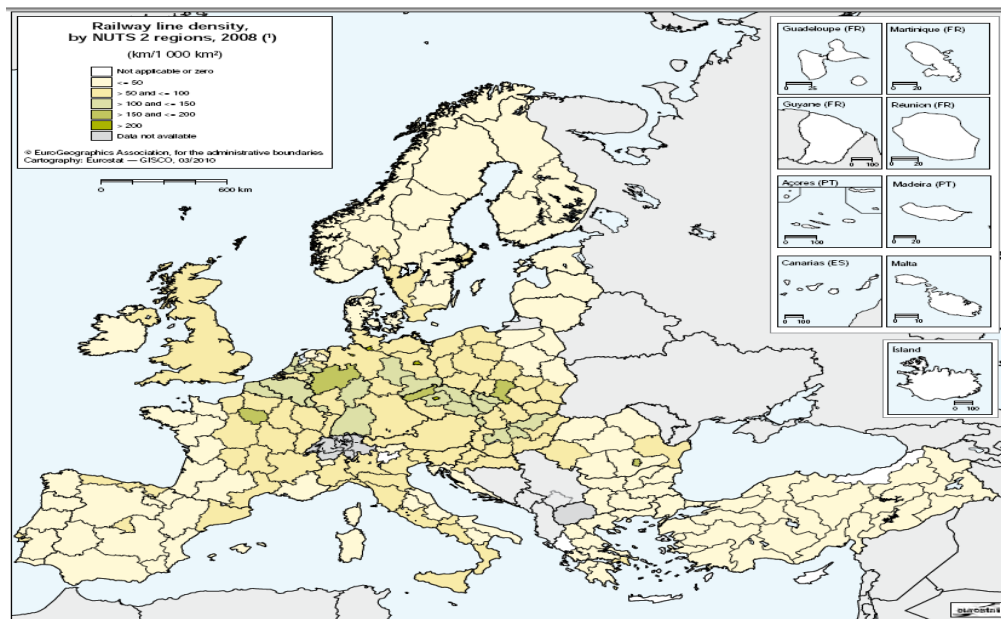 Railway line density,
by NUTS 2 regions, 2008 (¹)
(km/1 000 km²)
Not applicable or zero
<= 50
> 50 and <= 100
> 100 and <= 150
> 150 and <= 200
> 200
Data not available
© EuroGeographics Association, for the administrative boundaries
Cartography: Eurostat — GISCO, 03/2010
0 600 km
Guadeloupe (FR)
0 25
Martinique (FR)
0 20
Guyane (FR)
0 100
Réunion (FR)
0 20
Açores (PT)
0 100
Madeira (PT)
0 20
Canarias (ES)
0 100
Malta
0 10
Ísland
0 100
eurostat